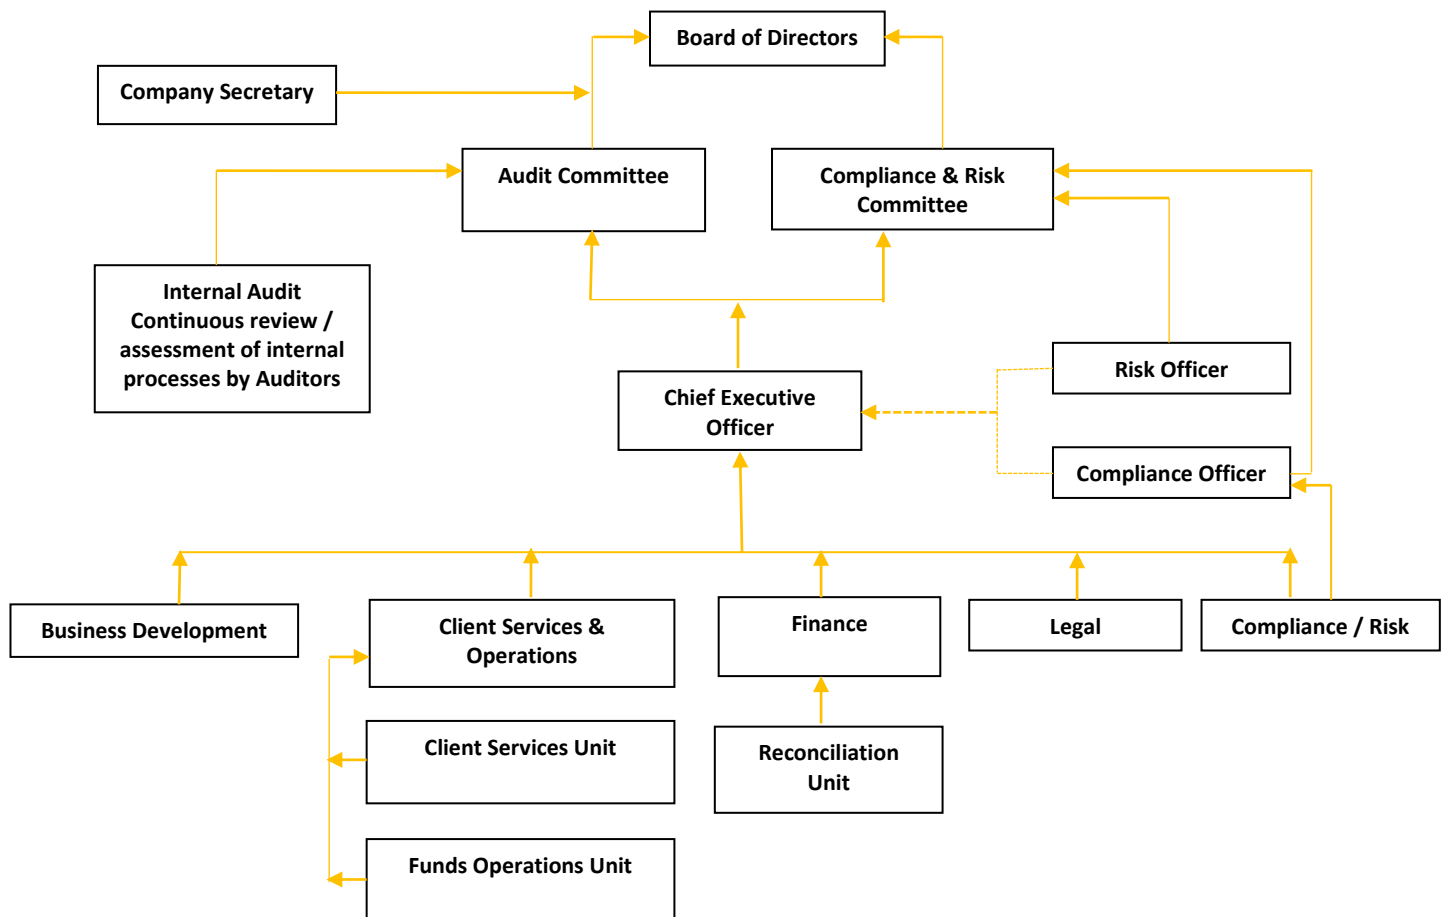 Board of Directors
Company Secretary
Audit Committee
Compliance & Risk
Committee
Internal Audit
Continuous review /
assessment of internal
processes by Auditors
Risk Officer
Chief Executive
Officer
Compliance Officer
Business Development
Client Services &
Operations
Finance
Legal
Compliance / Risk
Client Services Unit
Reconciliation
Unit
Funds Operations Unit